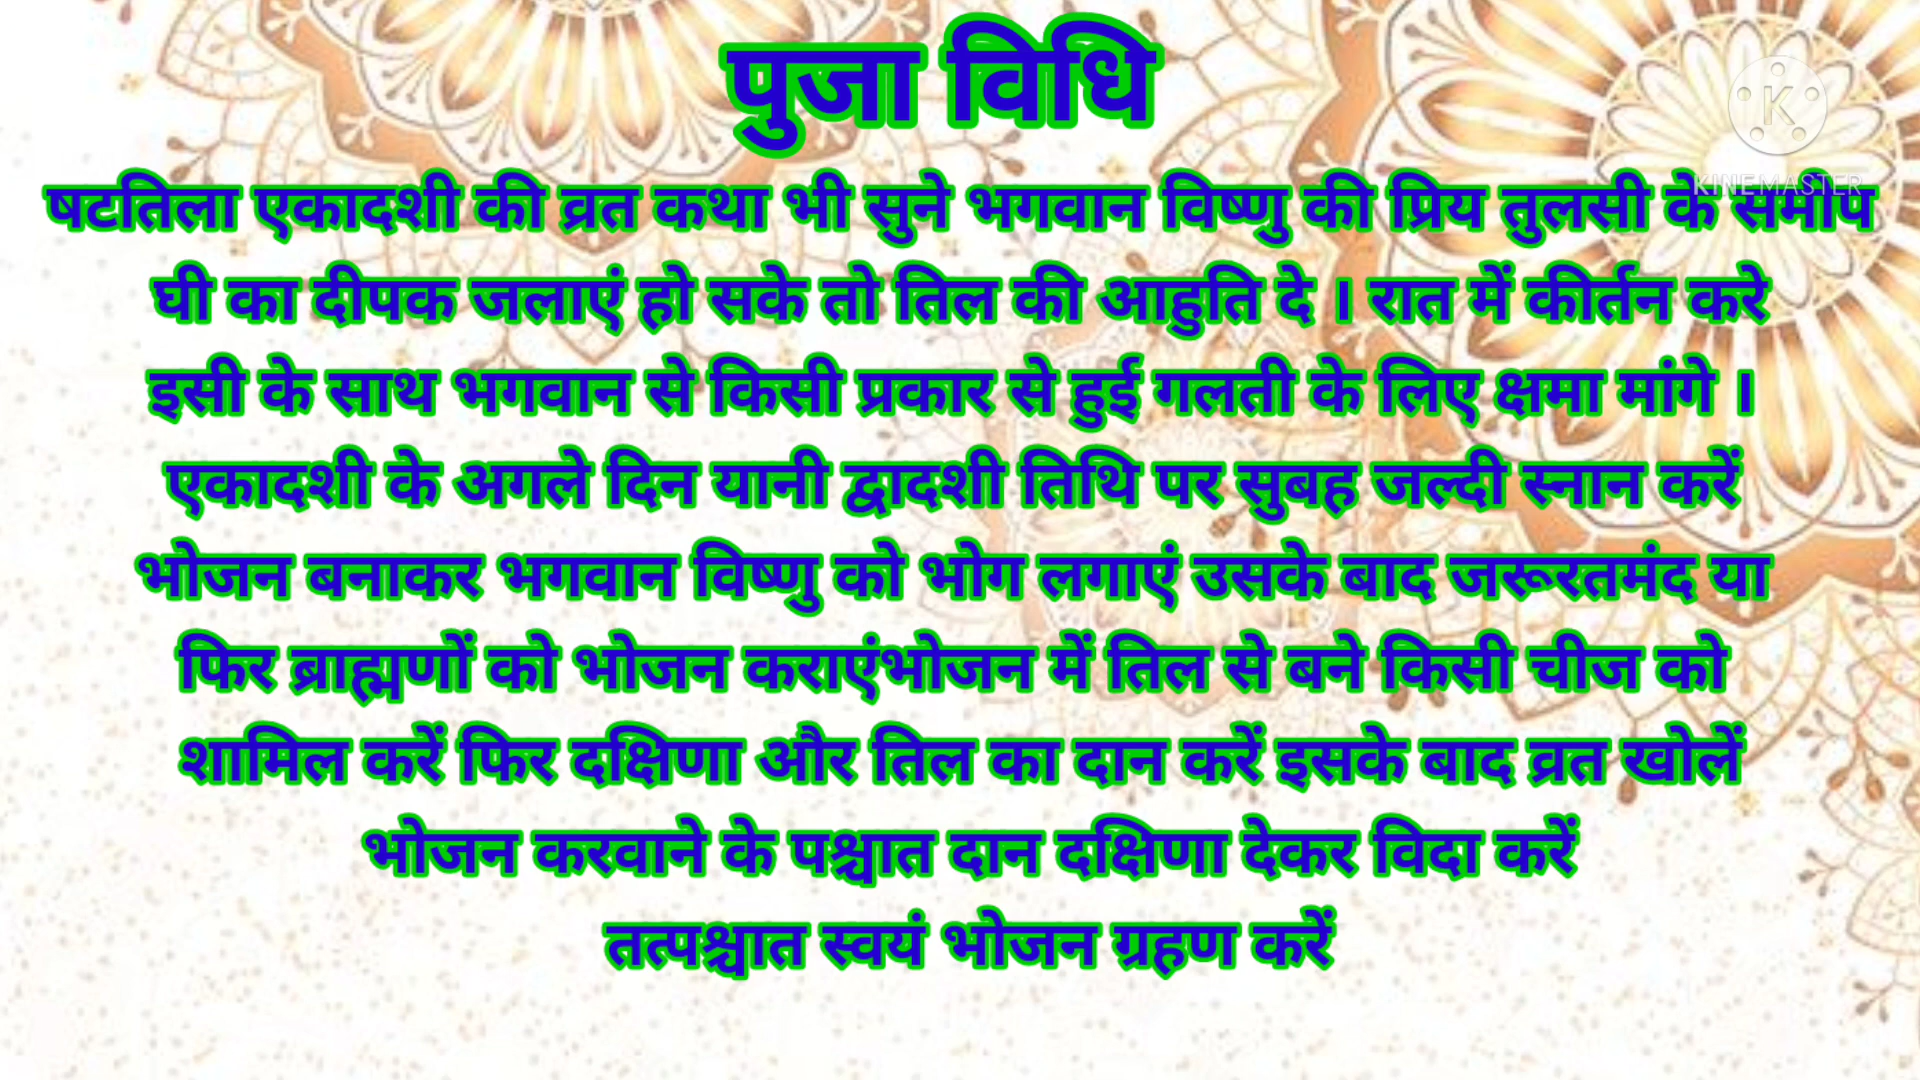 पुजा विधि
KINEMASTER
षटतिला एकादशी की व्रत कथा भी सुने भगवान विष्णु की प्रिय तुलसी के समीप
घी का दीपक जलाएं हो सके तो तिल की आहुति दे । रात में कीर्तन करे
इसी के साथ भगवान से किसी प्रकार से हुई गलती के लिए क्षमा मांगे ।
एकादशी के अगले दिन यानी द्वादशी तिथि पर सुबह जल्दी स्नान करें
भोजन बनाकर भगवान विष्णु को भोग लगाएं उसके बाद जरूरतमंद या
फिर ब्राह्मणों को भोजन कराएंभोजन में तिल से बने किसी चीज को
शामिल करें फिर दक्षिणा और तिल का दान करें इसके बाद व्रत खोलें
भोजन करवाने के पश्चात दान दक्षिणा देकर विदा करें
तत्पश्चात स्वयं भोजन ग्रहण करें